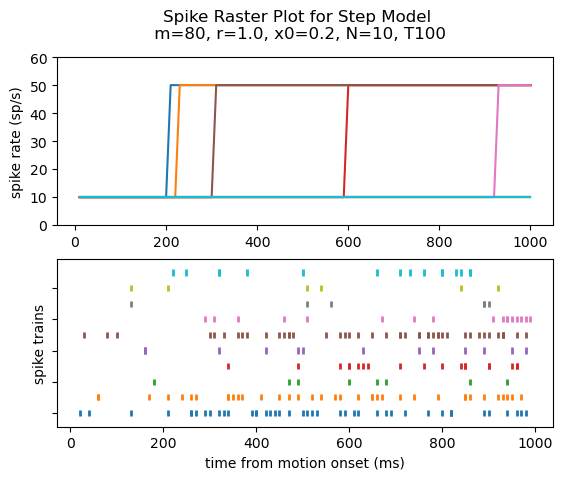 Spike Raster Plot for Step Model
m=80, r=1.0, x0=0.2, N=10, T100
60
50
40
30
20
10
0
spike rate (sp/s)
0 200 400 600 800 1000
spike trains
0 200 400 600 800 1000
time from motion onset (ms)